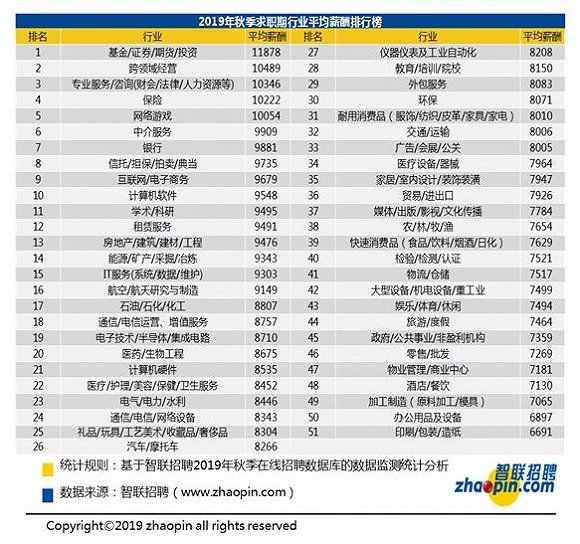 2019年秋季求职期行业平均薪酬排行榜
排名 行业 平均薪酬 排名 行业 平均薪酬
1 基金/证券/期货/投资 11878 27 仪器仪表及工业自动化 8208
2 跨领域经营 10489 28 教育/培训/院校 8150
3 专业服务/咨询(财会/法律/人力资源等) 10346 29 外包服务 8083
4 保险 10222 30 环保 8071
5 网络游戏 10054 31 耐用消费品（服饰/纺织/皮革/家具/家电） 8010
6 中介服务 9909 32 交通/运输 8006
7 银行 9881 33 广告/会展/公关 8005
8 信托/担保/拍卖/典当 9735 34 医疗设备/器械 7964
9 互联网/电子商务 9679 35 家居/室内设计/装饰装潢 7947
10 计算机软件 9548 36 贸易/进出口 7926
11 学术/科研 9495 37 媒体/出版/影视/文化传播 7784
12 租赁服务 9491 38 农/林/牧/渔 7654
13 房地产/建筑/建材/工程 9476 39 快速消费品（食品/饮料/烟酒/日化） 7629
14 能源/矿产/采掘/冶炼 9343 40 检验/检测/认证 7521
15 IT服务(系统/数据/维护) 9303 41 物流/仓储 7517
16 航空/航天研究与制造 9149 42 大型设备/机电设备/重工业 7499
17 石油/石化/化工 8807 43 娱乐/体育/休闲 7494
18 通信/电信运营、增值服务 8757 44 旅游/度假 7464
19 电子技术/半导体/集成电路 8710 45 政府/公共事业/非盈利机构 7359
20 医药/生物工程 8675 46 零售/批发 7269
21 计算机硬件 8535 47 物业管理/商业中心 7181
22 医疗/护理/美容/保健/卫生服务 8452 48 酒店/餐饮 7130
23 电气/电力/水利 8446 49 加工制造（原料加工/模具） 7065
24 通信/电信/网络设备 8343 50 办公用品及设备 6897
25 礼品/玩具/工艺美术/收藏品/奢侈品 8304 51 印刷/包装/造纸 6691
26 汽车/摩托车 8266
统计规则：基于智联招聘2019年秋季在线招聘数据库的数据监测统计分析
数据来源：智联招聘（www.zhaopin.com）
智联招聘
zhaopin.com
Copyright©2019 zhaopin all rights reserved